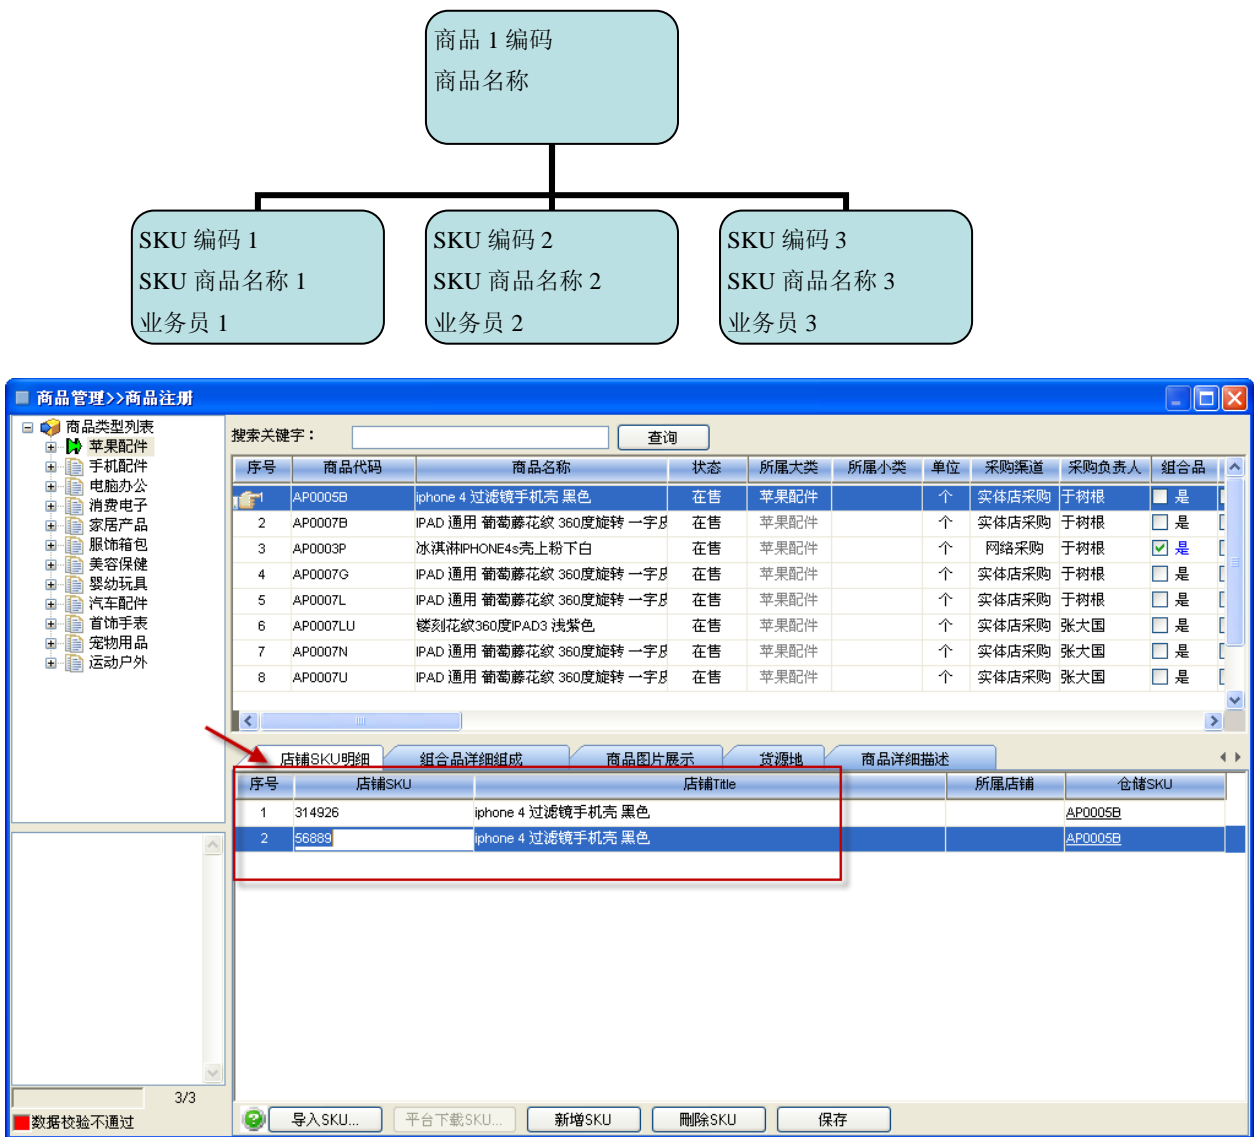 商品 1 编码
商品名称
SKU 编码 1
SKU 商品名称 1
业务员 1
SKU 编码 2
SKU 商品名称 2
业务员 2
SKU 编码 3
SKU 商品名称 3
业务员 3
商品管理>>商品注册
商品类型列表
苹果配件
手机配件
电脑办公
消费电子
家居产品
服饰箱包
美容保健
婴幼玩具
汽车配件
首饰手表
宠物用品
运动户外
搜索关键字：
查询
序号 商品代码 商品名称 状态 所属大类 所属小类 单位 采购渠道 采购负责人 组合品
1 AP0005B iphone 4 过滤镜手机壳 黑色 在售 苹果配件 个 实体店采购 于树根 是
2 AP0007B IPAD 通用 葡萄藤花纹 360度旋转 一字皮 在售 苹果配件 个 实体店采购 于树根 是
3 AP0003P 冰淇淋IPHONE4s壳上粉下白 在售 苹果配件 个 网络采购 于树根 是
4 AP0007G IPAD 通用 葡萄藤花纹 360度旋转 一字皮 在售 苹果配件 个 实体店采购 于树根 是
5 AP0007L IPAD 通用 葡萄藤花纹 360度旋转 一字皮 在售 苹果配件 个 实体店采购 于树根 是
6 AP0007LU 镂刻花纹360度IPAD3 浅紫色 在售 苹果配件 个 实体店采购 张大国 是
7 AP0007N IPAD 通用 葡萄藤花纹 360度旋转 一字皮 在售 苹果配件 个 实体店采购 张大国 是
8 AP0007U IPAD 通用 葡萄藤花纹 360度旋转 一字皮 在售 苹果配件 个 实体店采购 张大国 是
店铺SKU明细 组合品详细组成 商品图片展示 货源地 商品详细描述
序号 店铺SKU 店铺Title 所属店铺 仓储SKU
1 314926 iphone 4 过滤镜手机壳 黑色 AP0005B
2 56889 iphone 4 过滤镜手机壳 黑色 AP0005B
3/3
数据校验不通过
导入SKU... 平台下载SKU... 新增SKU 删除SKU 保存